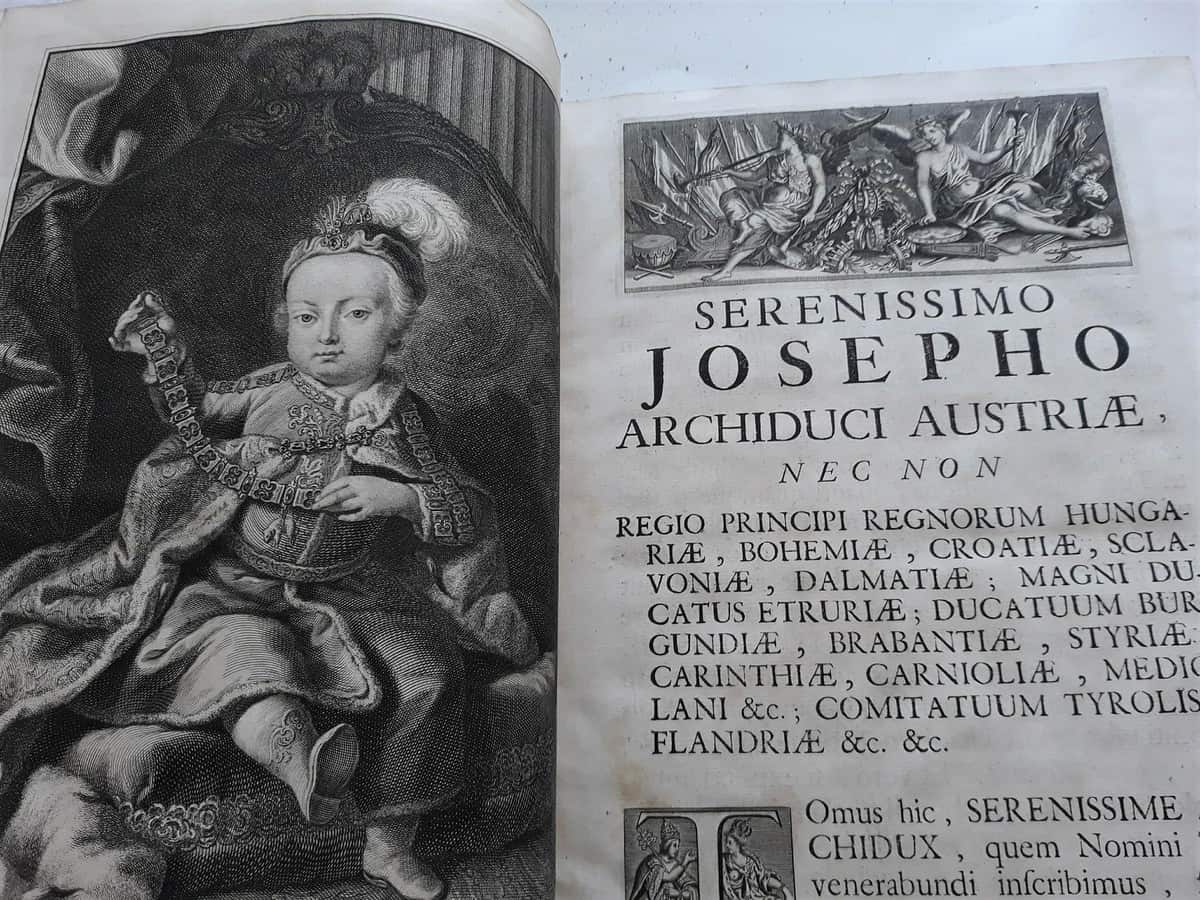 SERENISSIMO
JOSEPHO
ARCHIDUCI AUSTRIÆ,
NEC NON
REGIO PRINCIPI REGNORUM HUNGA-
RIÆ, BOHEMIÆ, CROATIÆ, SCLA-
VONIÆ, DALMATIÆ; MAGNI DU-
CATUS ETRURIÆ; DUCATUUM BUR
GUNDIÆ, BRABANTIÆ, STYRIÆ
CARINTHIÆ, CARNIOLIÆ, MEDIO
LANI &c.; COMITATUUM TYROLIS
FLANDRIÆ &c. &c.
TOmus hic, SERENISSIME
CHIDUX, quem Nomini
venerabundi inſcribimus,